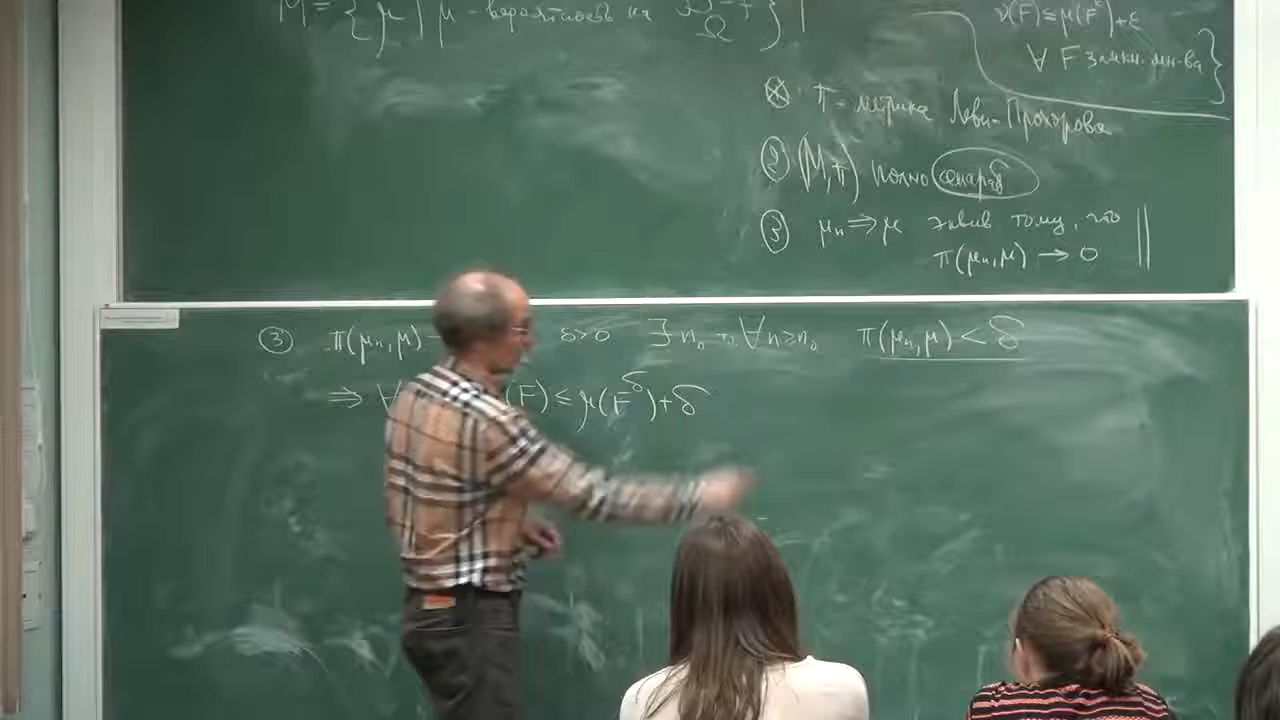 M = { μ | μ - вероятность на Ω }
ν(F) ≤ μ(F^ε) + ε
∀ F замкн. мн-ва }
π - метрика Леви-Прохорова
② (M, π) полно сепараб
③ μn ⇒ μ эквив тому, что
π(μn, μ) → 0
③ π(μn, μ) δ>0 ∃ n₀ ∀n≥n₀ π(μn, μ) < δ
⇒ ∀ (F) ≤ μ(F^δ) + δ